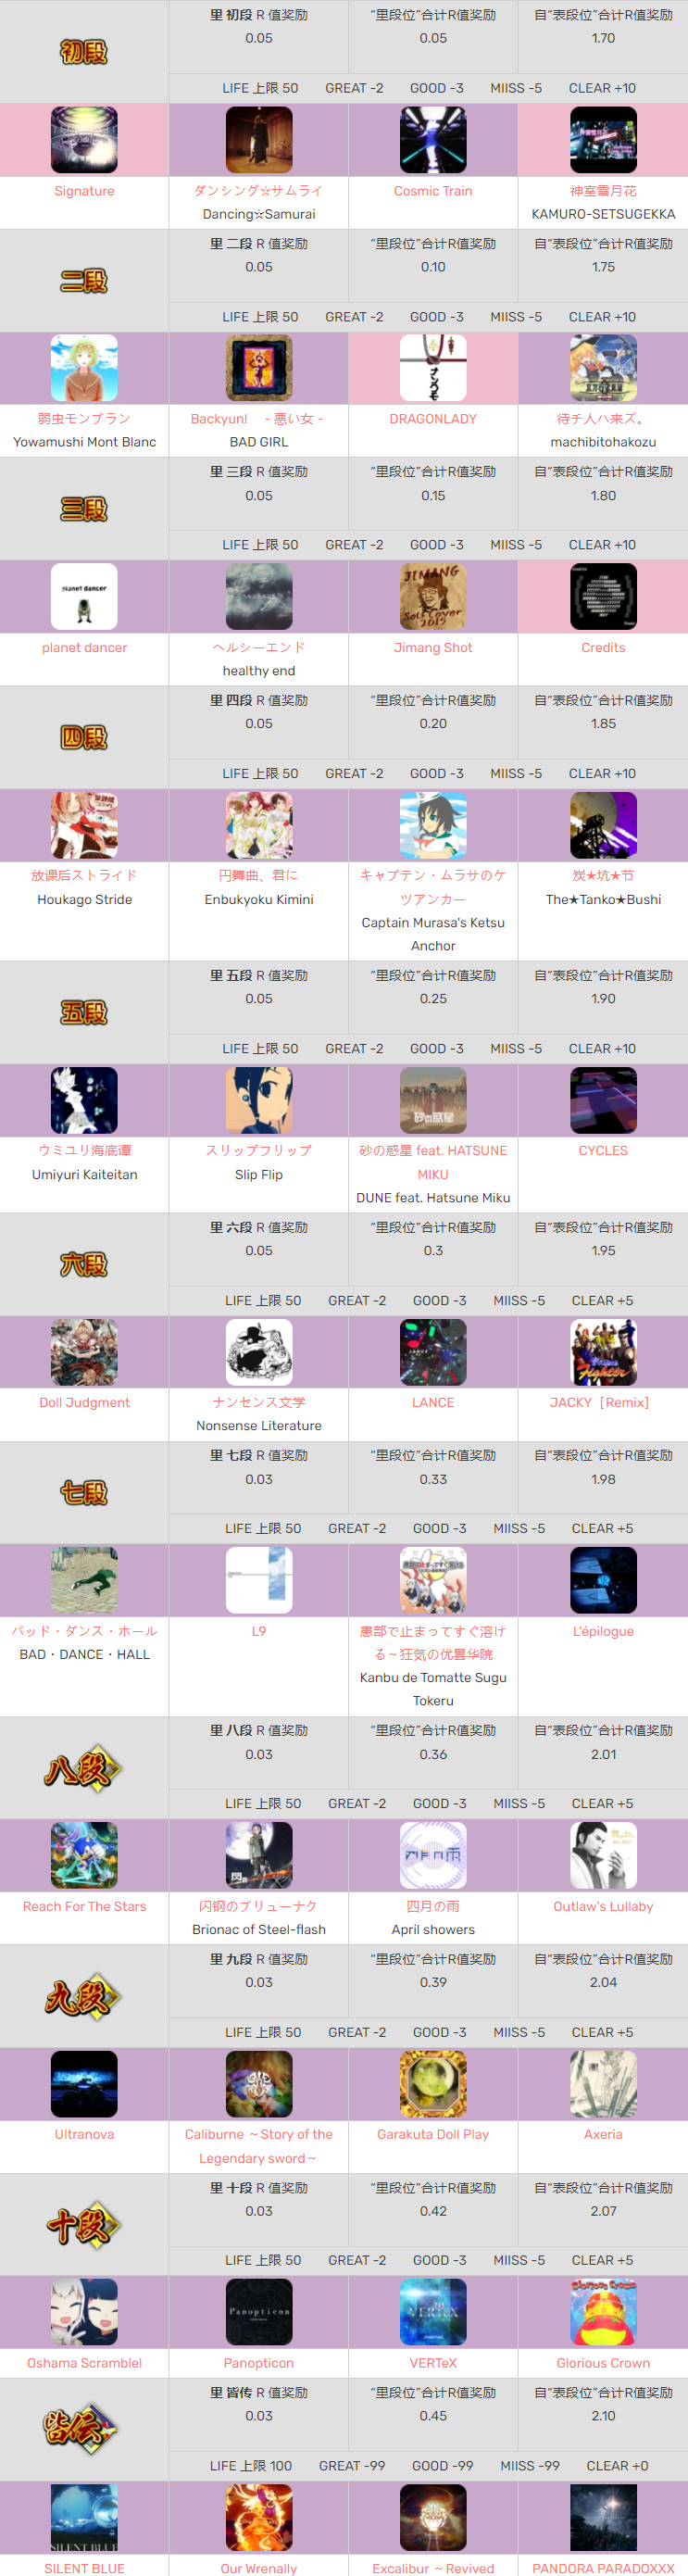 初段
里 初段 R 值奖励
“里段位”合计R值奖励
自“表段位”合计R值奖励
0.05
0.05
1.70
LIFE 上限 50 GREAT -2 GOOD -3 MIISS -5 CLEAR +10
Signature
ダンシング☆サムライ
Dancing☆Samurai
Cosmic Train
神室雪月花
KAMURO-SETSUGEKKA
二段
里 二段 R 值奖励
“里段位”合计R值奖励
自“表段位”合计R值奖励
0.05
0.10
1.75
LIFE 上限 50 GREAT -2 GOOD -3 MIISS -5 CLEAR +10
弱虫モンブラン
Yowamushi Mont Blanc
Backyun! - 悪い女 -
BAD GIRL
DRAGONLADY
待チ人ハ来ズ。
machibitohakozu
三段
里 三段 R 值奖励
“里段位”合计R值奖励
自“表段位”合计R值奖励
0.05
0.15
1.80
LIFE 上限 50 GREAT -2 GOOD -3 MIISS -5 CLEAR +10
planet dancer
JIMANG
2015
planet dancer
ヘルシーエンド
healthy end
Jimang Shot
Credits
四段
里 四段 R 值奖励
“里段位”合计R值奖励
自“表段位”合计R值奖励
0.05
0.20
1.85
LIFE 上限 50 GREAT -2 GOOD -3 MIISS -5 CLEAR +10
放课后ストライド
Houkago Stride
円舞曲、君に
Enbukyoku Kimini
キャプテン・ムラサのケ
ツアンカー
Captain Murasa's Ketsu
Anchor
炭★坑★节
The★Tanko★Bushi
五段
里 五段 R 值奖励
“里段位”合计R值奖励
自“表段位”合计R值奖励
0.05
0.25
1.90
LIFE 上限 50 GREAT -2 GOOD -3 MIISS -5 CLEAR +10
砂の惑星
ウミユリ海底谭
Umiyuri Kaiteitan
スリップフリップ
Slip Flip
砂の惑星 feat. HATSUNE
MIKU
DUNE feat. Hatsune Miku
CYCLES
六段
里 六段 R 值奖励
“里段位”合计R值奖励
自“表段位”合计R值奖励
0.05
0.3
1.95
LIFE 上限 50 GREAT -2 GOOD -3 MIISS -5 CLEAR +5
LANCE
Fighter
Doll Judgment
ナンセンス文学
Nonsense Literature
LANCE
JACKY [Remix]
七段
里 七段 R 值奖励
“里段位”合计R值奖励
自“表段位”合计R值奖励
0.03
0.33
1.98
LIFE 上限 50 GREAT -2 GOOD -3 MIISS -5 CLEAR +5
バッド・ダンス・ホール
BAD・DANCE・HALL
L9
患部で止まってすぐ溶け
る～狂気の优昙华院
Kanbu de Tomatte Sugu
Tokeru
L'épilogue
八段
里 八段 R 值奖励
“里段位”合计R值奖励
自“表段位”合计R值奖励
0.03
0.36
2.01
LIFE 上限 50 GREAT -2 GOOD -3 MIISS -5 CLEAR +5
四月の雨
Reach For The Stars
闪钢のブリューナク
Brionac of Steel-flash
四月の雨
April showers
Outlaw's Lullaby
九段
里 九段 R 值奖励
“里段位”合计R值奖励
自“表段位”合计R值奖励
0.03
0.39
2.04
LIFE 上限 50 GREAT -2 GOOD -3 MIISS -5 CLEAR +5
Ultranova
Caliburne ～Story of the
Legendary sword～
Garakuta Doll Play
Axeria
十段
里 十段 R 值奖励
“里段位”合计R值奖励
自“表段位”合计R值奖励
0.03
0.42
2.07
LIFE 上限 50 GREAT -2 GOOD -3 MIISS -5 CLEAR +5
Panopticon
VERTEX
Glorious Crown
Oshama Scramble!
Panopticon
VERTeX
Glorious Crown
皆伝
里 皆传 R 值奖励
“里段位”合计R值奖励
自“表段位”合计R值奖励
0.03
0.45
2.10
LIFE 上限 100 GREAT -99 GOOD -99 MIISS -99 CLEAR +0
SILENT BLUE
SILENT BLUE
Our Wrenally
Excalibur ～Revived
PANDORA PARADOXXX